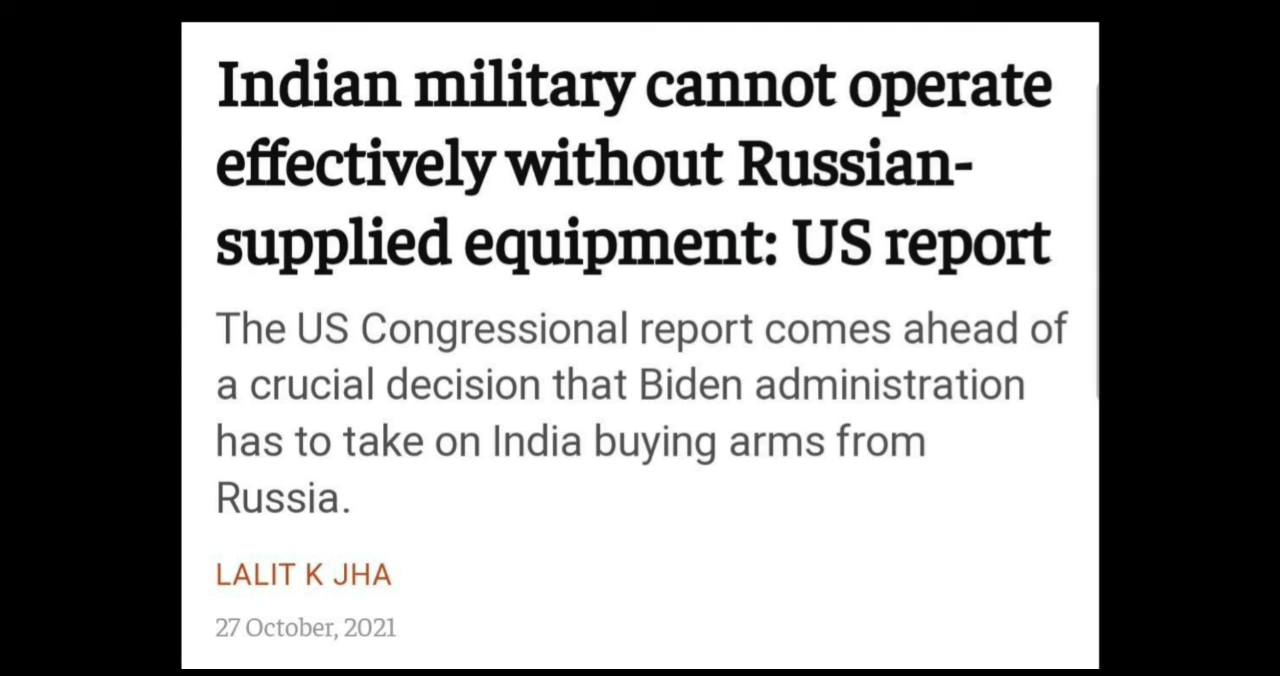 Indian military cannot operate
effectively without Russian-
supplied equipment: US report
The US Congressional report comes ahead of
a crucial decision that Biden administration
has to take on India buying arms from
Russia.
LALIT K JHA
27 October, 2021